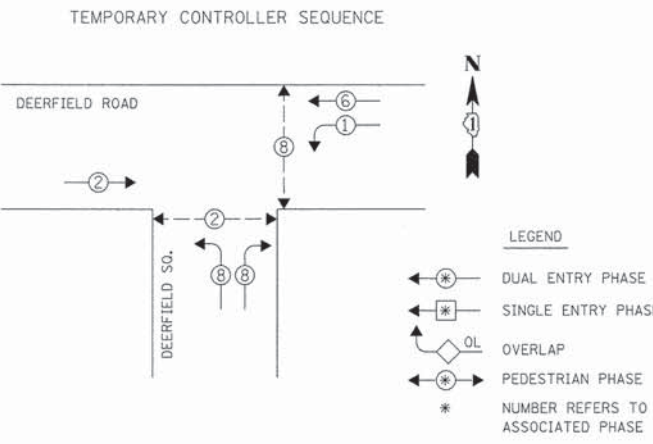 TEMPORARY CONTROLLER SEQUENCE
N
DEERFIELD ROAD
6
1
1
8
2
2
LEGEND
8 8
DEERFIELD SQ.
* DUAL ENTRY PHASE
* SINGLE ENTRY PHASE
OL OVERLAP
* PEDESTRIAN PHASE
* NUMBER REFERS TO
ASSOCIATED PHASE